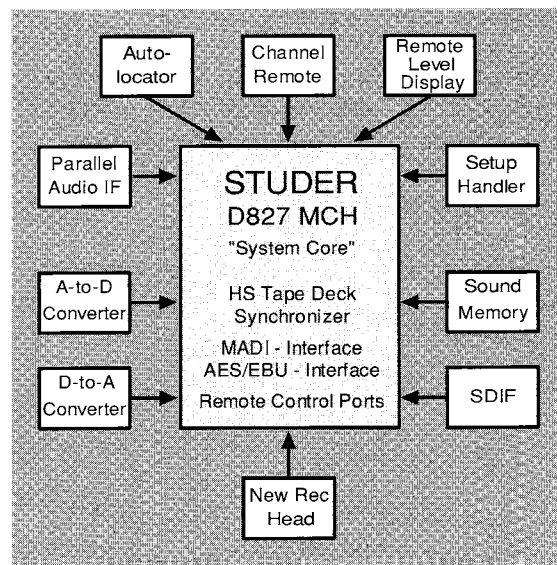 Auto-
locator
Channel
Remote
Remote
Level
Display
Parallel
Audio IF
Setup
Handler
STUDER
D827 MCH
"System Core"
HS Tape Deck
Synchronizer
MADI - Interface
AES/EBU - Interface
Remote Control Ports
A-to-D
Converter
Sound
Memory
D-to-A
Converter
SDIF
New Rec
Head